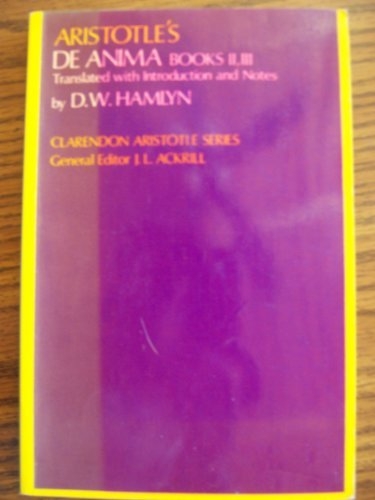 ARISTOTLE'S
DE ANIMA BOOKS II, III
Translated with Introduction and Notes
by D.W. HAMLYN
CLARENDON ARISTOTLE SERIES
General Editor J. L. ACKRILL